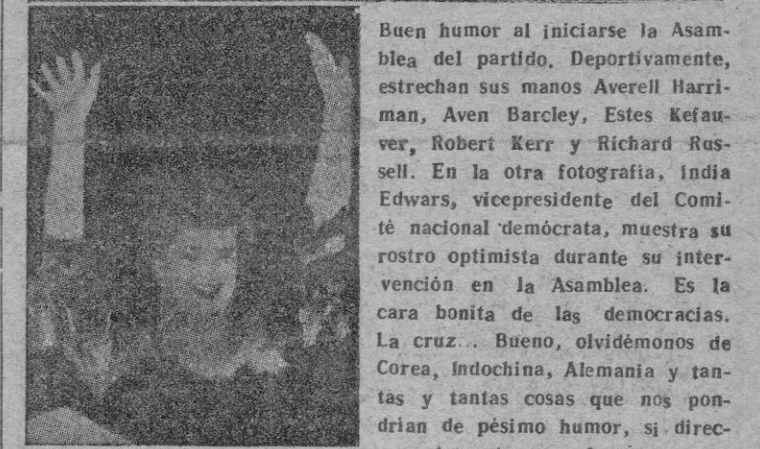 Buen humor al iniciarse la Asam-
blea del partido. Deportivamente,
estrechan sus manos Averell Harri-
man, Aven Barcley, Estes Kefau-
ver, Robert Kerr y Richard Rus-
sell. En la otra fotografía, India
Edwars, vicepresidente del Comi-
té nacional demócrata, muestra su
rostro optimista durante su inter-
vención en la Asamblea. Es la
cara bonita de las democracias.
La cruz... Bueno, olvidémonos de
Corea, Indochina, Alemania y tan-
tas y tantas cosas que nos pon-
drian de pésimo humor, si direc-